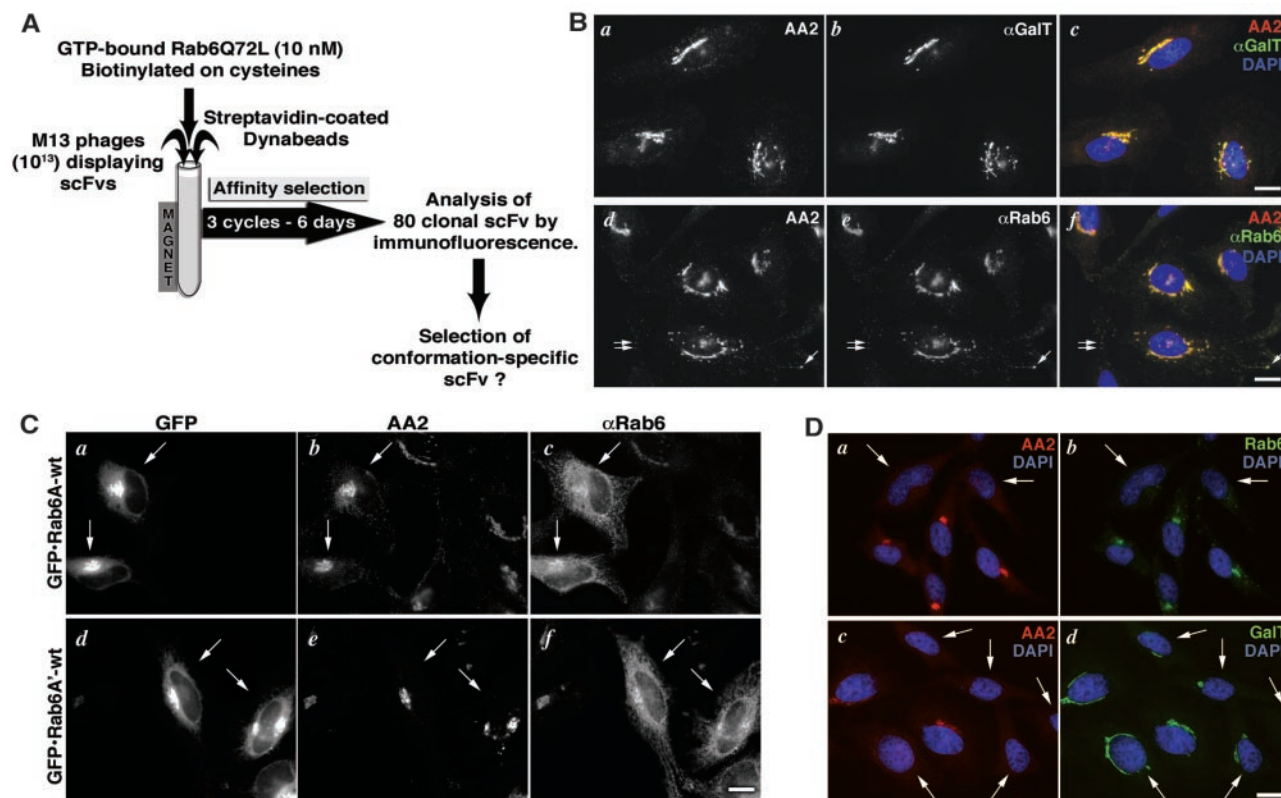 A
GTP-bound Rab6Q72L (10 nM)
Biotinylated on cysteines
Streptavidin-coated
Dynabeads
M13 phages
(10¹³) displaying
scFvs
MAGNET
Affinity selection
3 cycles - 6 days
Analysis of
80 clonal scFv by
immunofluorescence.
Selection of
conformation-specific
scFv ?
B
a AA2
b αGalT
c AA2
αGalT
DAPI
d AA2
e αRab6
f AA2
αRab6
DAPI
C
GFP AA2 αRab6
GFP•Rab6A-wt
a b c
GFP•Rab6A'-wt
d e f
D
a AA2
DAPI
b Rab6
DAPI
c AA2
DAPI
d GalT
DAPI